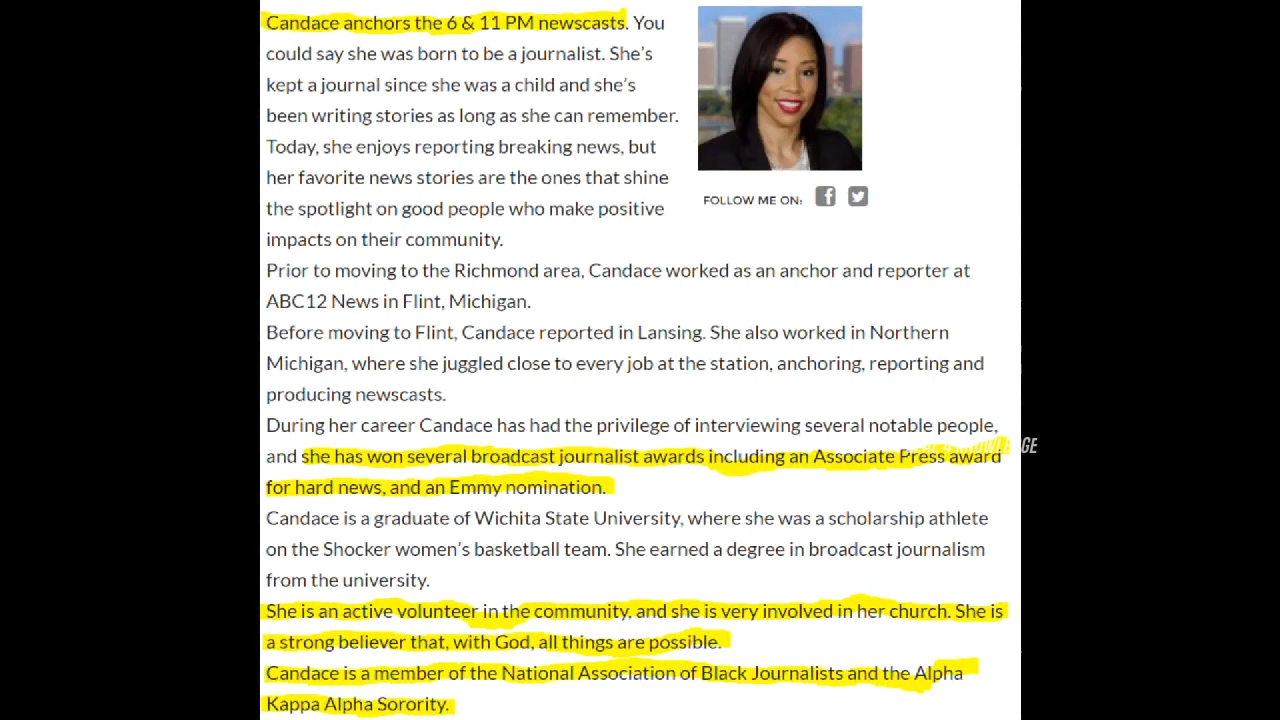 Candace anchors the 6 & 11 PM newscasts. You
could say she was born to be a journalist. She’s
kept a journal since she was a child and she’s
been writing stories as long as she can remember.
Today, she enjoys reporting breaking news, but
her favorite news stories are the ones that shine
the spotlight on good people who make positive
impacts on their community.
FOLLOW ME ON:
Prior to moving to the Richmond area, Candace worked as an anchor and reporter at
ABC12 News in Flint, Michigan.
Before moving to Flint, Candace reported in Lansing. She also worked in Northern
Michigan, where she juggled close to every job at the station, anchoring, reporting and
producing newscasts.
During her career Candace has had the privilege of interviewing several notable people,
and she has won several broadcast journalist awards including an Associate Press award
for hard news, and an Emmy nomination.
Candace is a graduate of Wichita State University, where she was a scholarship athlete
on the Shocker women’s basketball team. She earned a degree in broadcast journalism
from the university.
She is an active volunteer in the community, and she is very involved in her church. She is
a strong believer that, with God, all things are possible.
Candace is a member of the National Association of Black Journalists and the Alpha
Kappa Alpha Sorority.